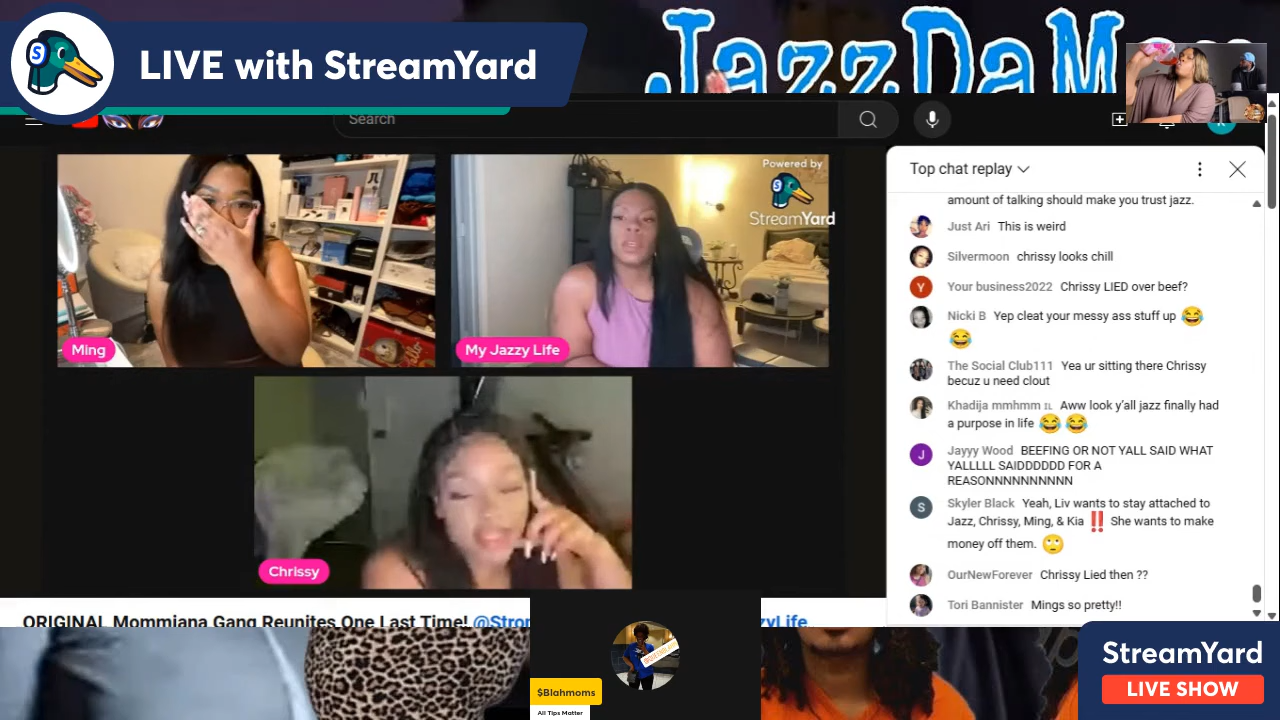 LIVE with StreamYard
JazzDaM
Search
Powered by
StreamYard
Ming
My Jazzy Life
Chrissy
Top chat replay
amount of talking should make you trust jazz.
Just Ari This is weird
Silvermoon chrissy looks chill
Your business2022 Chrissy LIED over beef?
Nicki B Yep cleat your messy ass stuff up 😂
😂
The Social Club111 Yea ur sitting there Chrissy
becuz u need clout
Khadija mmhmm IL Aww look y'all jazz finally had
a purpose in life 😂 😂
Jayyy Wood BEEFING OR NOT YALL SAID WHAT
YALLLLL SAIDDDDDD FOR A
REASONNNNNNNNNN
Skyler Black Yeah, Liv wants to stay attached to
Jazz, Chrissy, Ming, & Kia ‼️ She wants to make
money off them. 🙄
OurNewForever Chrissy Lied then ??
Tori Bannister Mings so pretty!!
ORIGINAL Mommiana Gang Reunites One Last Time! @Stron
zyLife
$Blahmoms
All Tips Matter
StreamYard
LIVE SHOW